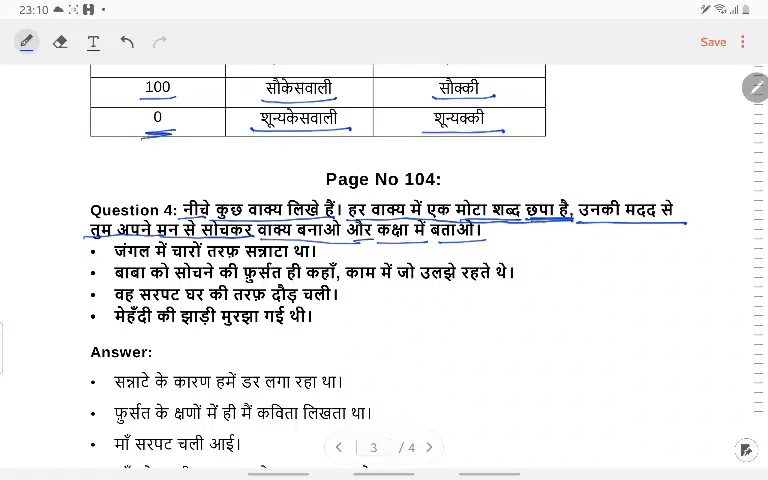 23:10
Save
100 सौकेसवाली सौक्की
0 शून्यकेसवाली शून्यक्की
Page No 104:
Question 4: नीचे कुछ वाक्य लिखे हैं। हर वाक्य में एक मोटा शब्द छपा है, उनकी मदद से
तुम अपने मन से सोचकर वाक्य बनाओ और कक्षा में बताओ।
• जंगल में चारों तरफ़ सन्नाटा था।
• बाबा को सोचने की फ़ुर्सत ही कहाँ, काम में जो उलझे रहते थे।
• वह सरपट घर की तरफ़ दौड़ चली।
• मेहँदी की झाड़ी मुरझा गई थी।
Answer:
• सन्नाटे के कारण हमें डर लगा रहा था।
• फ़ुर्सत के क्षणों में ही मैं कविता लिखता था।
• माँ सरपट चली आई।
3 / 4